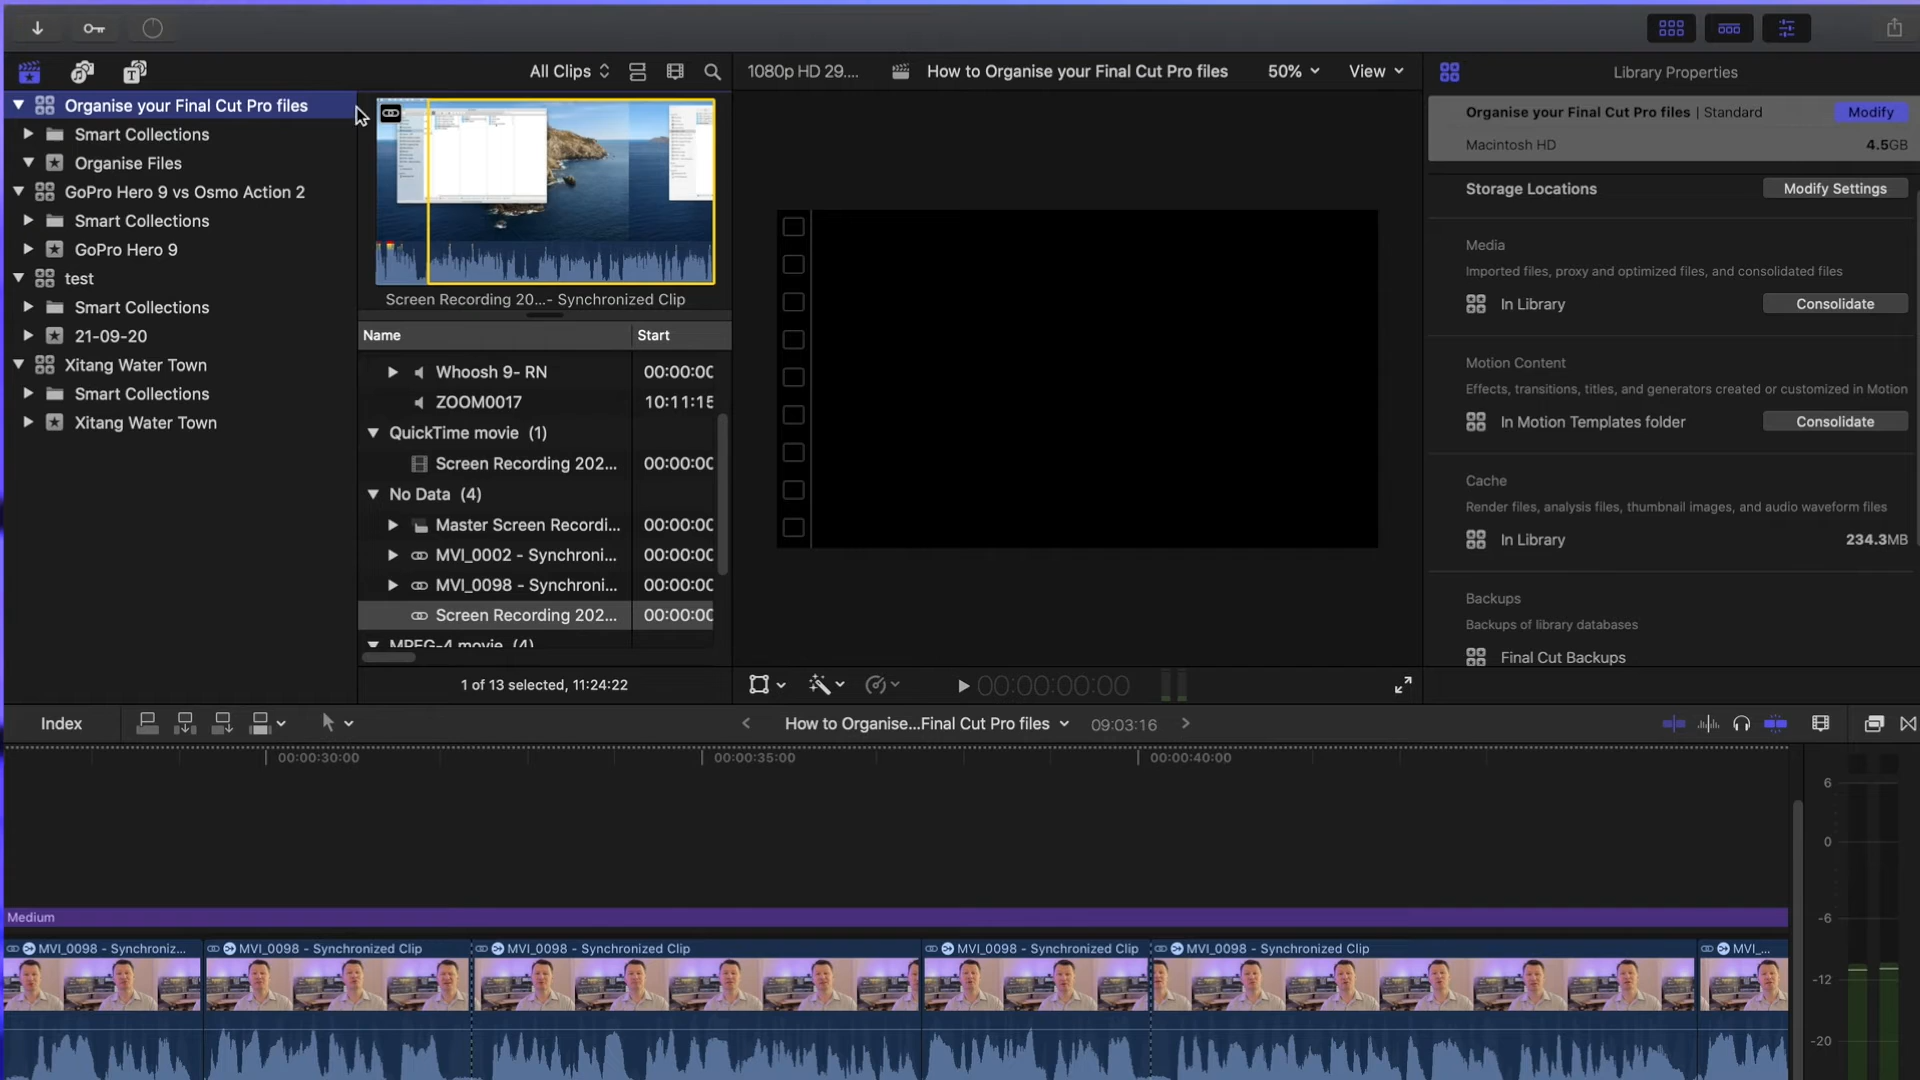 All Clips
1080p HD 29....
How to Organise your Final Cut Pro files
50%
View
Library Properties
Organise your Final Cut Pro files
Smart Collections
Organise Files
GoPro Hero 9 vs Osmo Action 2
Smart Collections
GoPro Hero 9
test
Smart Collections
21-09-20
Xitang Water Town
Smart Collections
Xitang Water Town
Screen Recording 20...- Synchronized Clip
Name
Start
Whoosh 9- RN
00:00:00
ZOOM0017
10:11:15
QuickTime movie (1)
Screen Recording 202...
00:00:00
No Data (4)
Master Screen Recordi...
00:00:00
MVI_0002 - Synchroni...
00:00:00
MVI_0098 - Synchroni...
00:00:00
Screen Recording 202...
00:00:00
MPEG-4 movie (4)
1 of 13 selected, 11:24:22
00:00:00:00
Organise your Final Cut Pro files | Standard
Modify
Macintosh HD
4.5GB
Storage Locations
Modify Settings
Media
Imported files, proxy and optimized files, and consolidated files
In Library
Consolidate
Motion Content
Effects, transitions, titles, and generators created or customized in Motion
In Motion Templates folder
Consolidate
Cache
Render files, analysis files, thumbnail images, and audio waveform files
In Library
234.3MB
Backups
Backups of library databases
Final Cut Backups
Index
How to Organise...Final Cut Pro files
09:03:16
00:00:30:00
00:00:35:00
00:00:40:00
Medium
MVI_0098 - Synchroniz...
MVI_0098 - Synchronized Clip
MVI_0098 - Synchronized Clip
MVI_0098 - Synchronized Clip
MVI_0098 - Synchronized Clip
MVI_...
6
0
-6
-12
-20